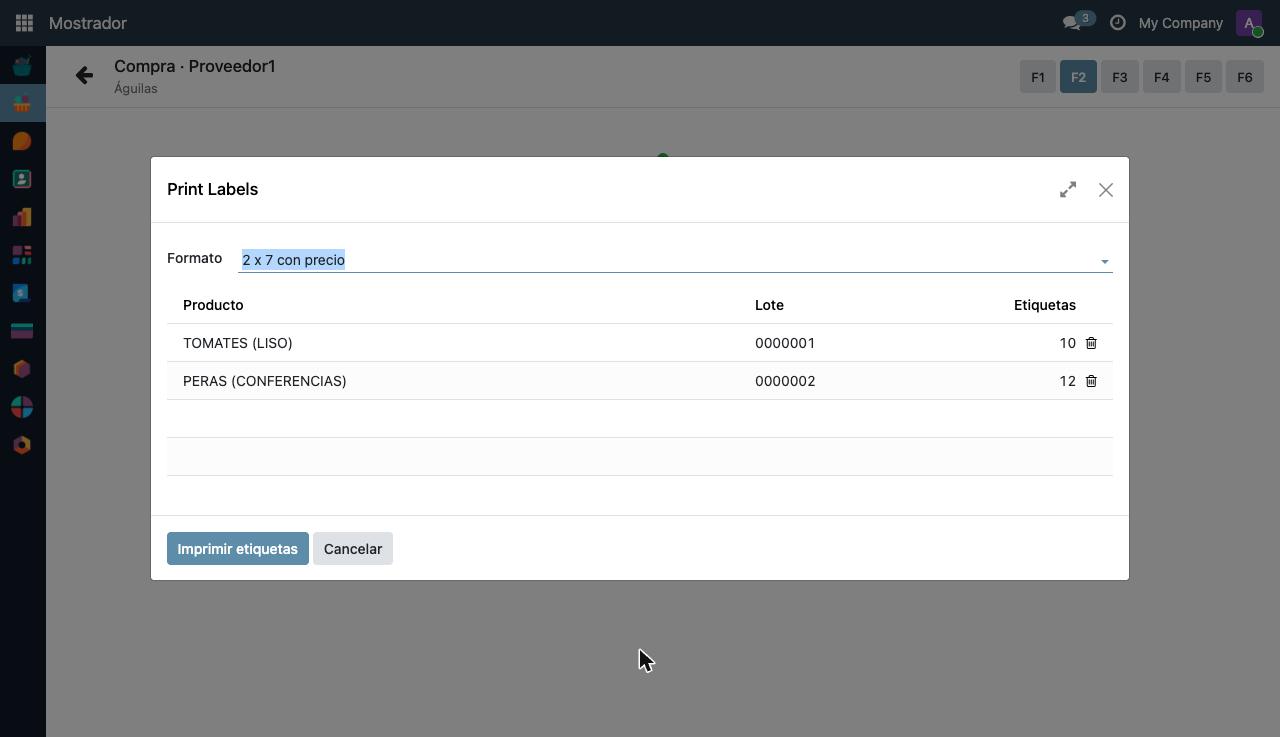 Mostrador
3
My Company
A
Compra · Proveedor1
Águilas
F1 F2 F3 F4 F5 F6
Print Labels
Formato 2 x 7 con precio
Producto Lote Etiquetas
TOMATES (LISO) 0000001 10
PERAS (CONFERENCIAS) 0000002 12
Imprimir etiquetas Cancelar